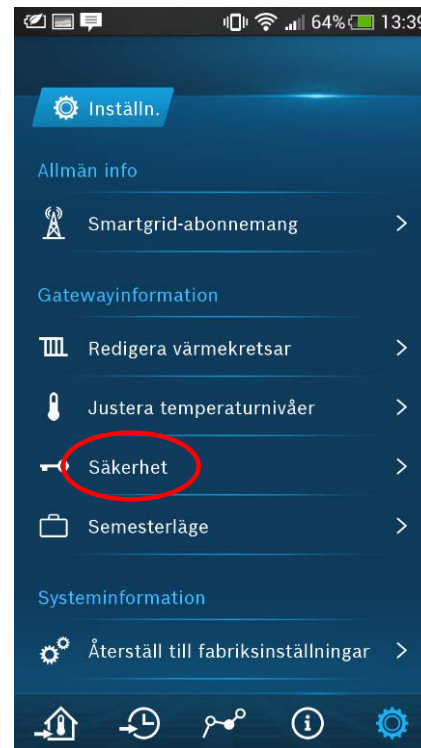 64% 13:39
Inställn.
Allmän info
Smartgrid-abonnemang
Gatewayinformation
Redigera värmekretsar
Justera temperaturnivåer
Säkerhet
Semesterläge
Systeminformation
Återställ till fabriksinställningar